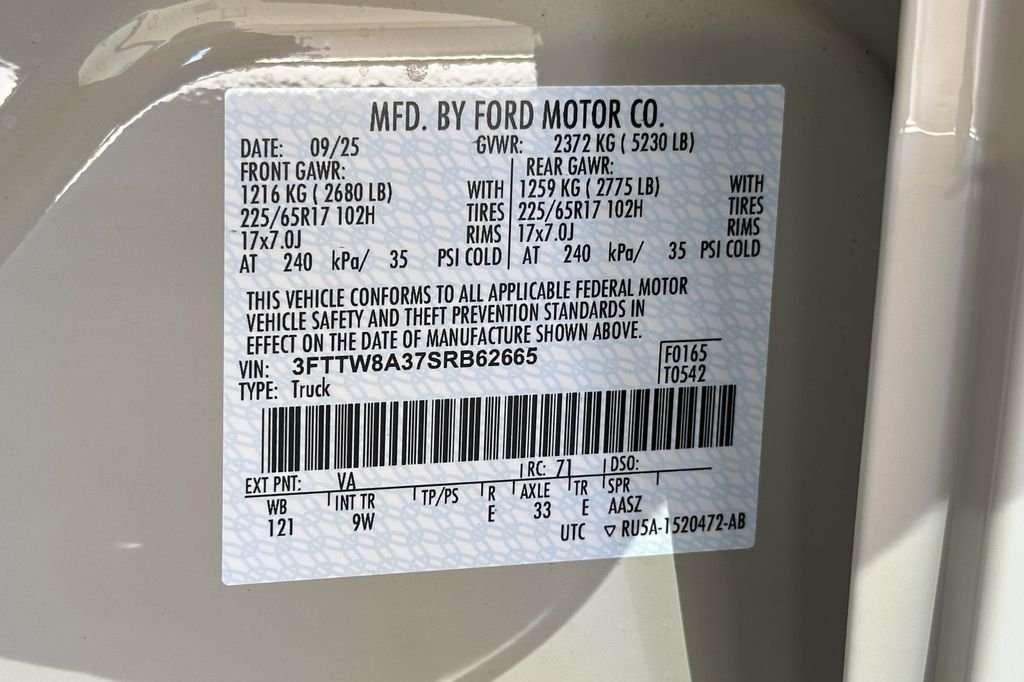 MFD. BY FORD MOTOR CO.
DATE: 09/25 GVWR: 2372 KG ( 5230 LB)
FRONT GAWR: REAR GAWR:
1216 KG ( 2680 LB) WITH 1259 KG ( 2775 LB) WITH
225/65R17 102H TIRES 225/65R17 102H TIRES
17x7.0J RIMS 17x7.0J RIMS
AT 240 kPa/ 35 PSI COLD AT 240 kPa/ 35 PSI COLD
THIS VEHICLE CONFORMS TO ALL APPLICABLE FEDERAL MOTOR
VEHICLE SAFETY AND THEFT PREVENTION STANDARDS IN
EFFECT ON THE DATE OF MANUFACTURE SHOWN ABOVE.
VIN: 3FTTW8A37SRB62665 F0165
TYPE: Truck T0542
EXT PNT: VA RC: 71 DSO:
WB INT TR TP/PS R AXLE TR SPR
121 9W E 33 E AASZ
UTC ▽ RU5A-1520472-AB